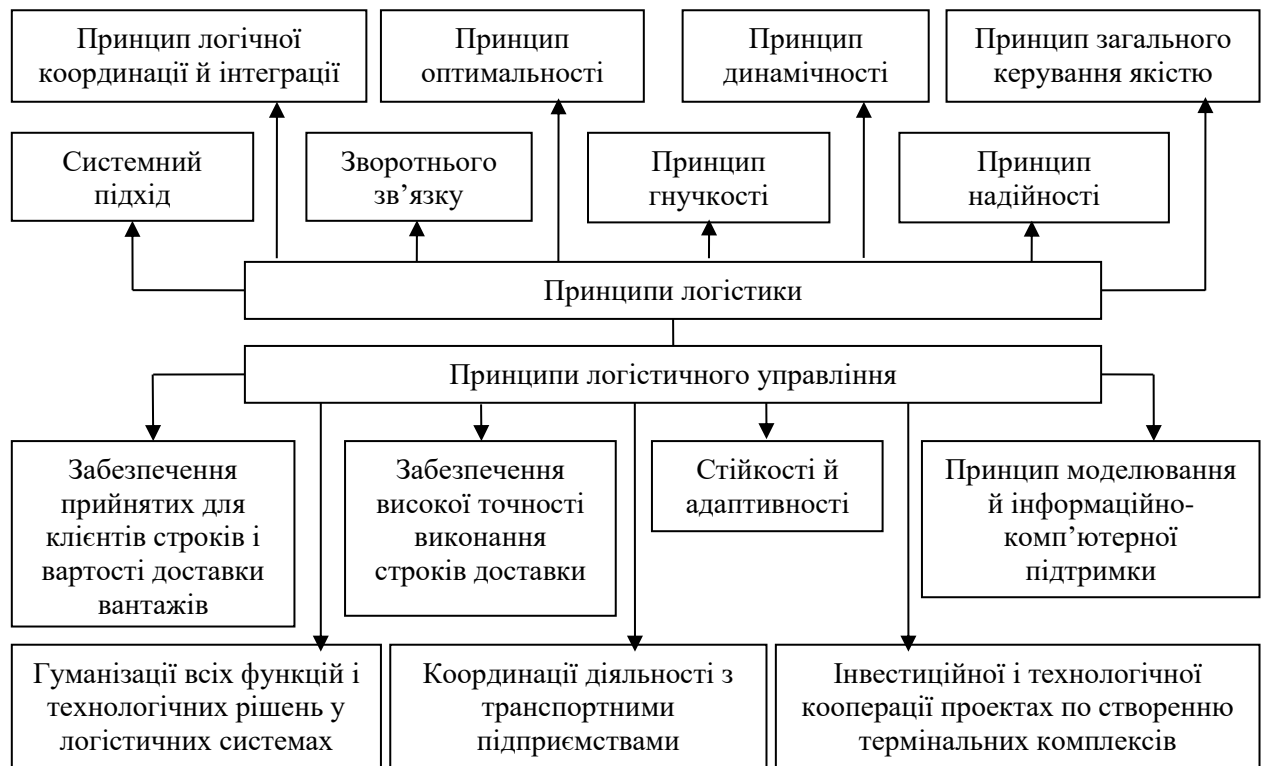 Принцип логічної
координації й інтеграції
Принцип
оптимальності
Принцип
динамічності
Принцип загального
керування якістю
Системний
підхід
Зворотнього
зв’язку
Принцип
гнучкості
Принцип
надійності
Принципи логістики
Принципи логістичного управління
Забезпечення
прийнятих для
клієнтів строків і
вартості доставки
вантажів
Забезпечення
високої точності
виконання
строків доставки
Стійкості й
адаптивності
Принцип моделювання
й інформаційно-
комп’ютерної
підтримки
Гуманізації всіх функцій і
технологічних рішень у
логістичних системах
Координації діяльності з
транспортними
підприємствами
Інвестиційної і технологічної
кооперації проектах по створенню
термінальних комплексів